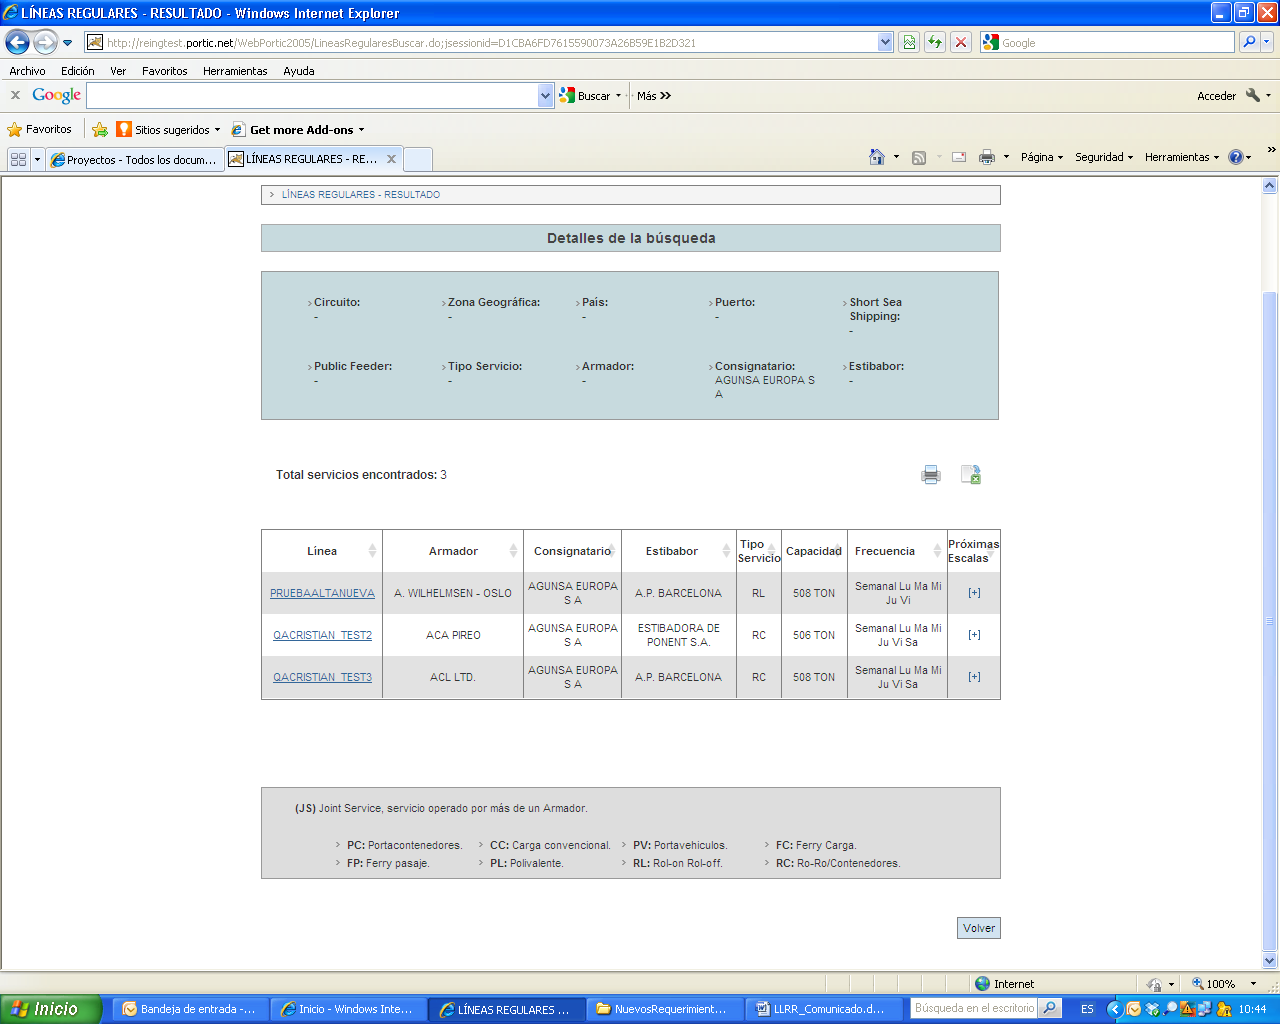 LÍNEAS REGULARES - RESULTADO - Windows Internet Explorer
http://reingtest.portic.net/WebPortic2005/LineasRegularesBuscar.do;jsessionid=D1CBA6FD7615590073A26B59E1B2D321
Google
Archivo Edición Ver Favoritos Herramientas Ayuda
x Google Buscar Más >> Acceder
Favoritos Sitios sugeridos Get more Add-ons
Proyectos - Todos los docum... LÍNEAS REGULARES - RE... X Página Seguridad Herramientas >>
> LÍNEAS REGULARES - RESULTADO
Detalles de la búsqueda
> Circuito: > Zona Geográfica: > País: > Puerto: > Short Sea Shipping:
- - - - -
> Public Feeder: > Tipo Servicio: > Armador: > Consignatario: > Estibador:
- - - AGUNSA EUROPA S A -
Total servicios encontrados: 3
Línea Armador Consignatario Estibador Tipo Servicio Capacidad Frecuencia Próximas Escalas
PRUEBAALTANUEVA A. WILHELMSEN - OSLO AGUNSA EUROPA S A A.P. BARCELONA RL 508 TON Semanal Lu Ma Mi Ju Vi [+]
QACRISTIAN_TEST2 ACA PIREO AGUNSA EUROPA S A ESTIBADORA DE PONENT S.A. RC 506 TON Semanal Lu Ma Mi Ju Vi Sa [+]
QACRISTIAN_TEST3 ACL LTD. AGUNSA EUROPA S A A.P. BARCELONA RC 508 TON Semanal Lu Ma Mi Ju Vi Sa [+]
(JS) Joint Service, servicio operado por más de un Armador.
> PC: Portacontenedores. > CC: Carga convencional. > PV: Portavehiculos. > FC: Ferry Carga.
> FP: Ferry pasaje. > PL: Polivalente. > RL: Rol-on Rol-off. > RC: Ro-Ro/Contenedores.
Volver
Internet 100%
Inicio Bandeja de entrada -... Inicio - Windows Inte... LÍNEAS REGULARES ... NuevosRequerimient... LLRR_Comunicado.d... Búsqueda en el escritorio ES 10:44